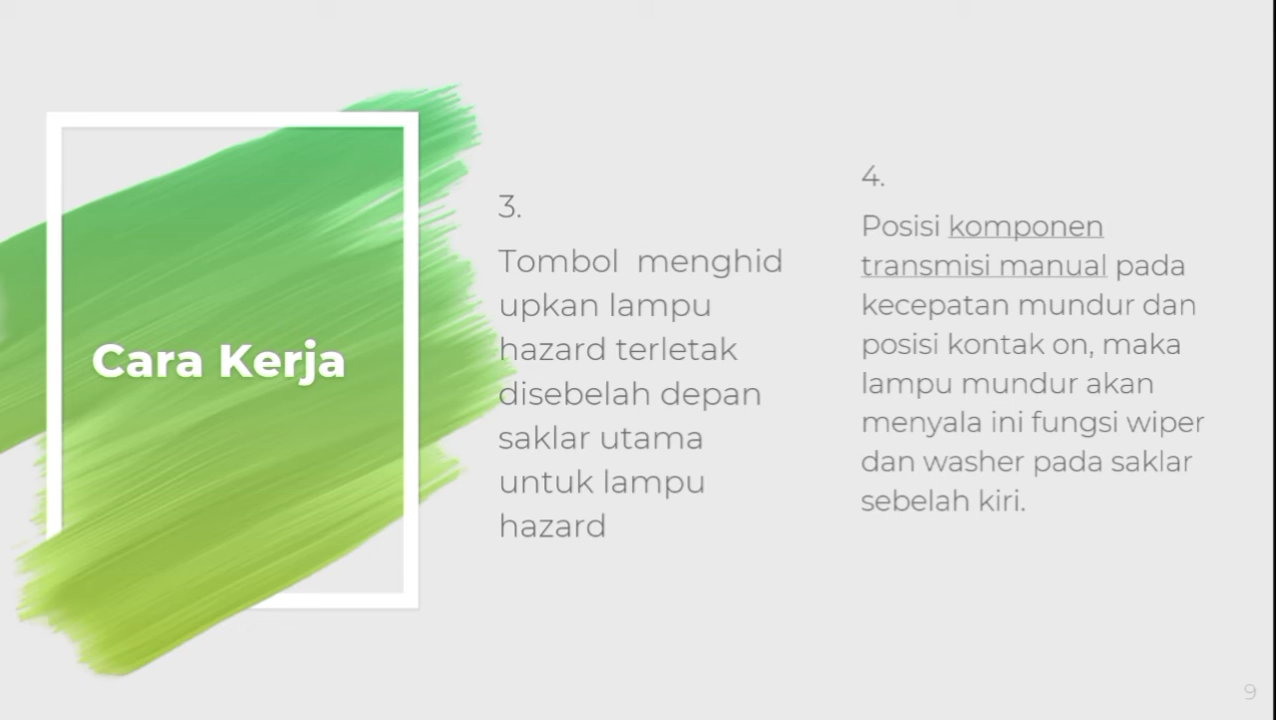 Cara Kerja
3.
Tombol  menghid
upkan lampu
hazard terletak
disebelah depan
saklar utama
untuk lampu
hazard
4.
Posisi komponen
transmisi manual pada
kecepatan mundur dan
posisi kontak on, maka
lampu mundur akan
menyala ini fungsi wiper
dan washer pada saklar
sebelah kiri.
9